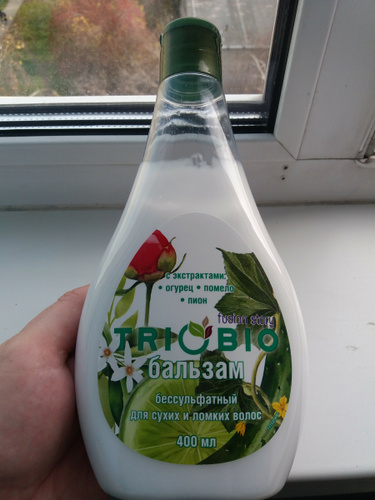 с экстрактами:
• огурец • помело
• пион
fusion story
TRIOBIO
бальзам
бессульфатный
для сухих и ломких волос
400 мл